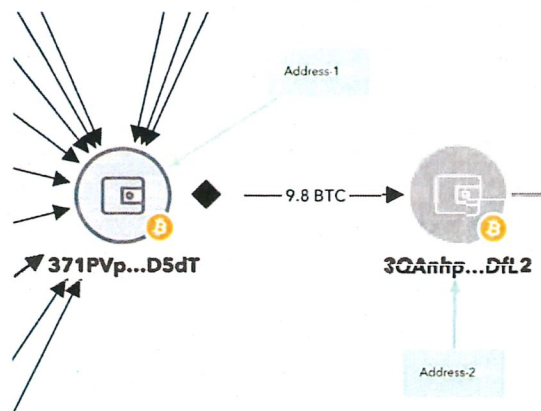 Address-1
9.8 BTC
371PVp...D5dT
3QAnhp...DfL2
Address-2